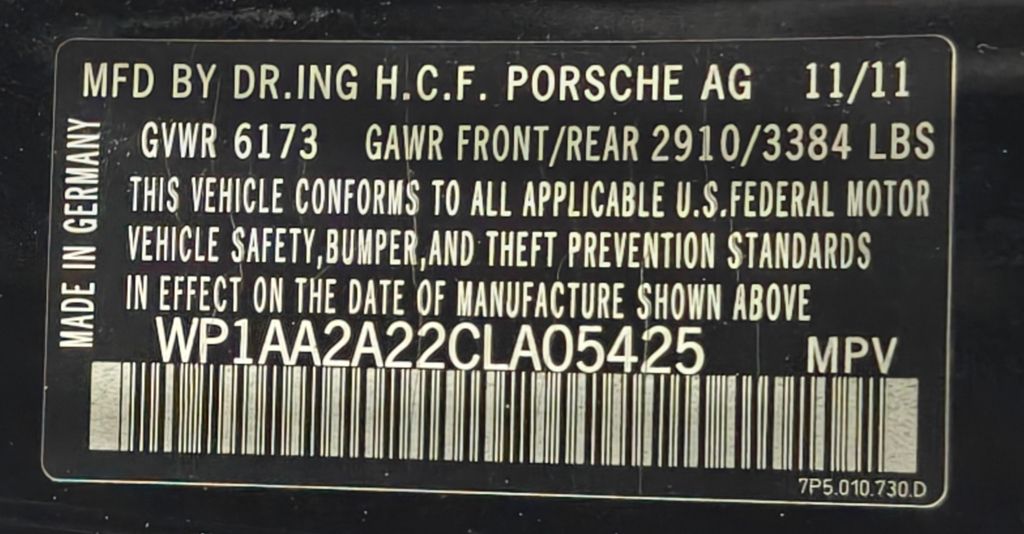 MFD BY DR.ING H.C.F. PORSCHE AG 11/11
GVWR 6173 GAWR FRONT/REAR 2910/3384 LBS
THIS VEHICLE CONFORMS TO ALL APPLICABLE U.S.FEDERAL MOTOR
VEHICLE SAFETY,BUMPER,AND THEFT PREVENTION STANDARDS
IN EFFECT ON THE DATE OF MANUFACTURE SHOWN ABOVE
WP1AA2A22CLA05425 MPV
7P5.010.730.D
MADE IN GERMANY